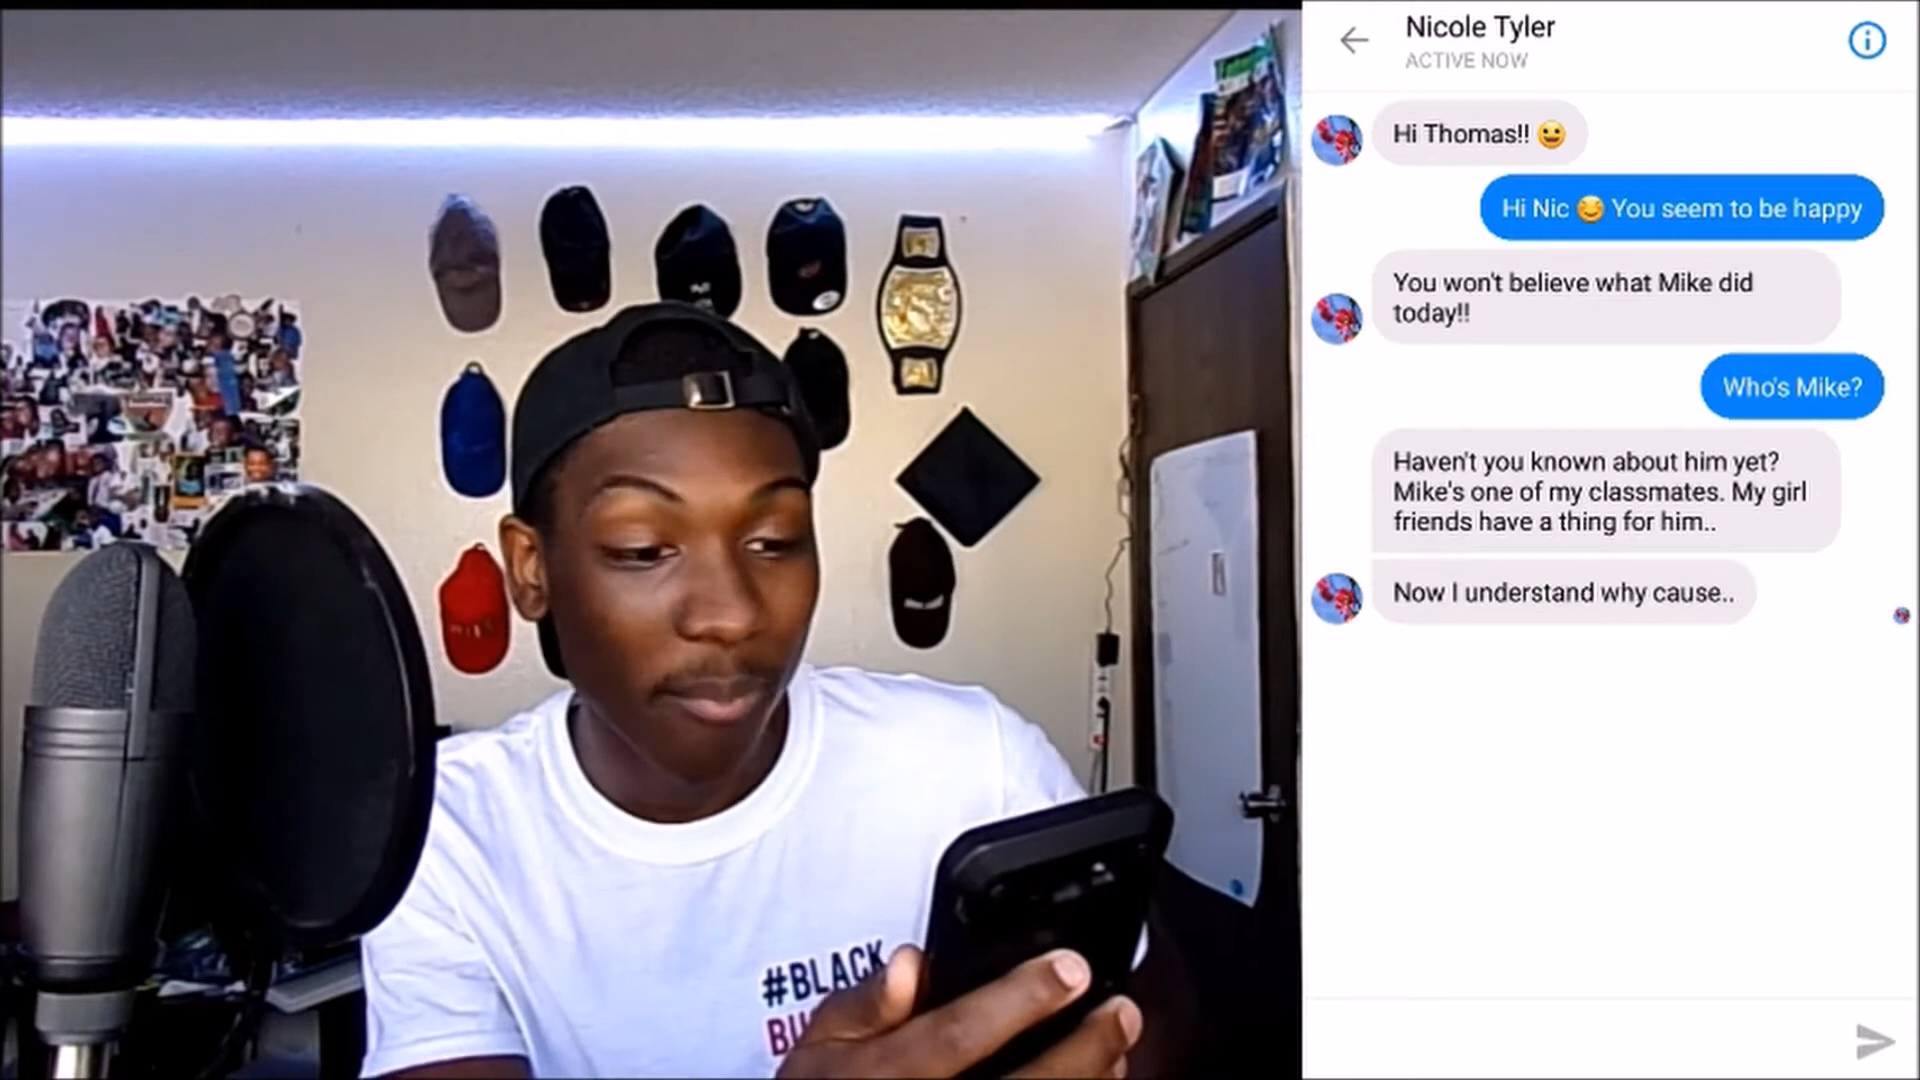 Nicole Tyler
ACTIVE NOW
Hi Thomas!! 😀
Hi Nic 😊 You seem to be happy
You won't believe what Mike did
today!!
Who's Mike?
Haven't you known about him yet?
Mike's one of my classmates. My girl
friends have a thing for him..
Now I understand why cause..
#BLACK